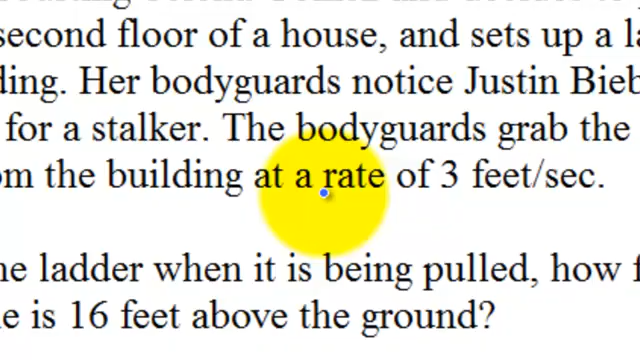 second floor of a house, and sets up a
ding. Her bodyguards notice Justin Bieb
for a stalker. The bodyguards grab the
om the building at a rate of 3 feet/sec.
he ladder when it is being pulled, how
e is 16 feet above the ground?